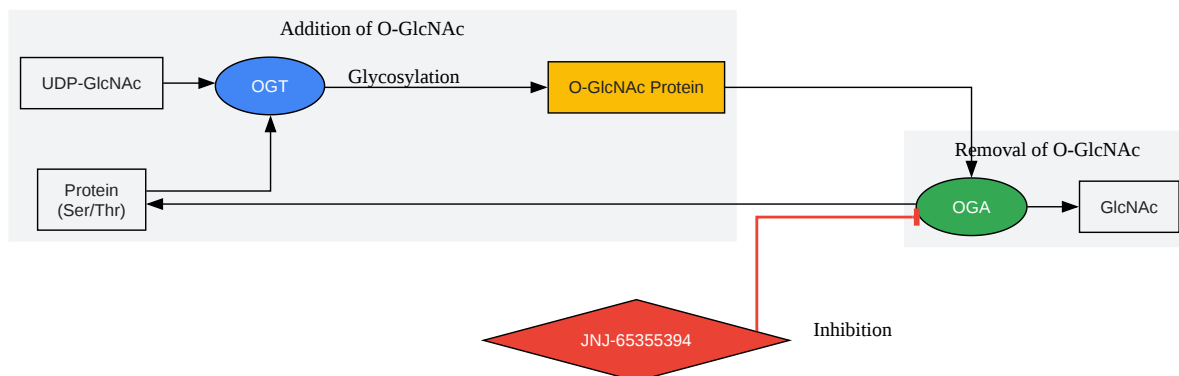 Addition of O-GlcNAc
UDP-GlcNAc
OGT
Glycosylation
O-GlcNAc Protein
Protein
(Ser/Thr)
Removal of O-GlcNAc
OGA
GlcNAc
JNJ-65355394
Inhibition